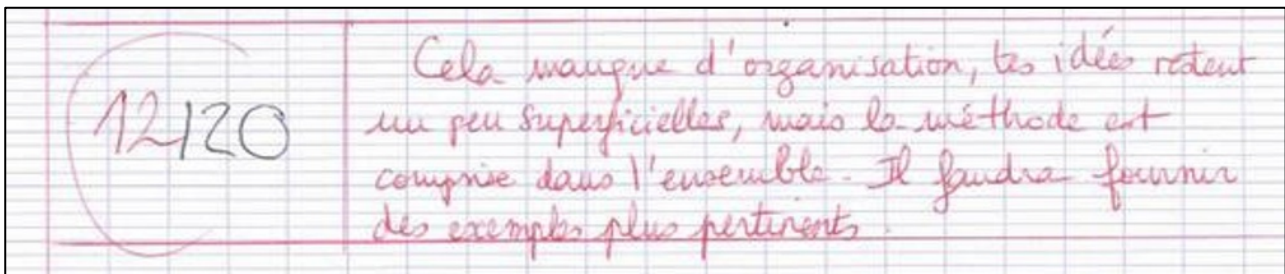 12/20
Cela manque d'organisation, tes idées restent
un peu superficielles, mais la méthode est
comprise dans l'ensemble. Il faudra fournir
des exemples plus pertinents.